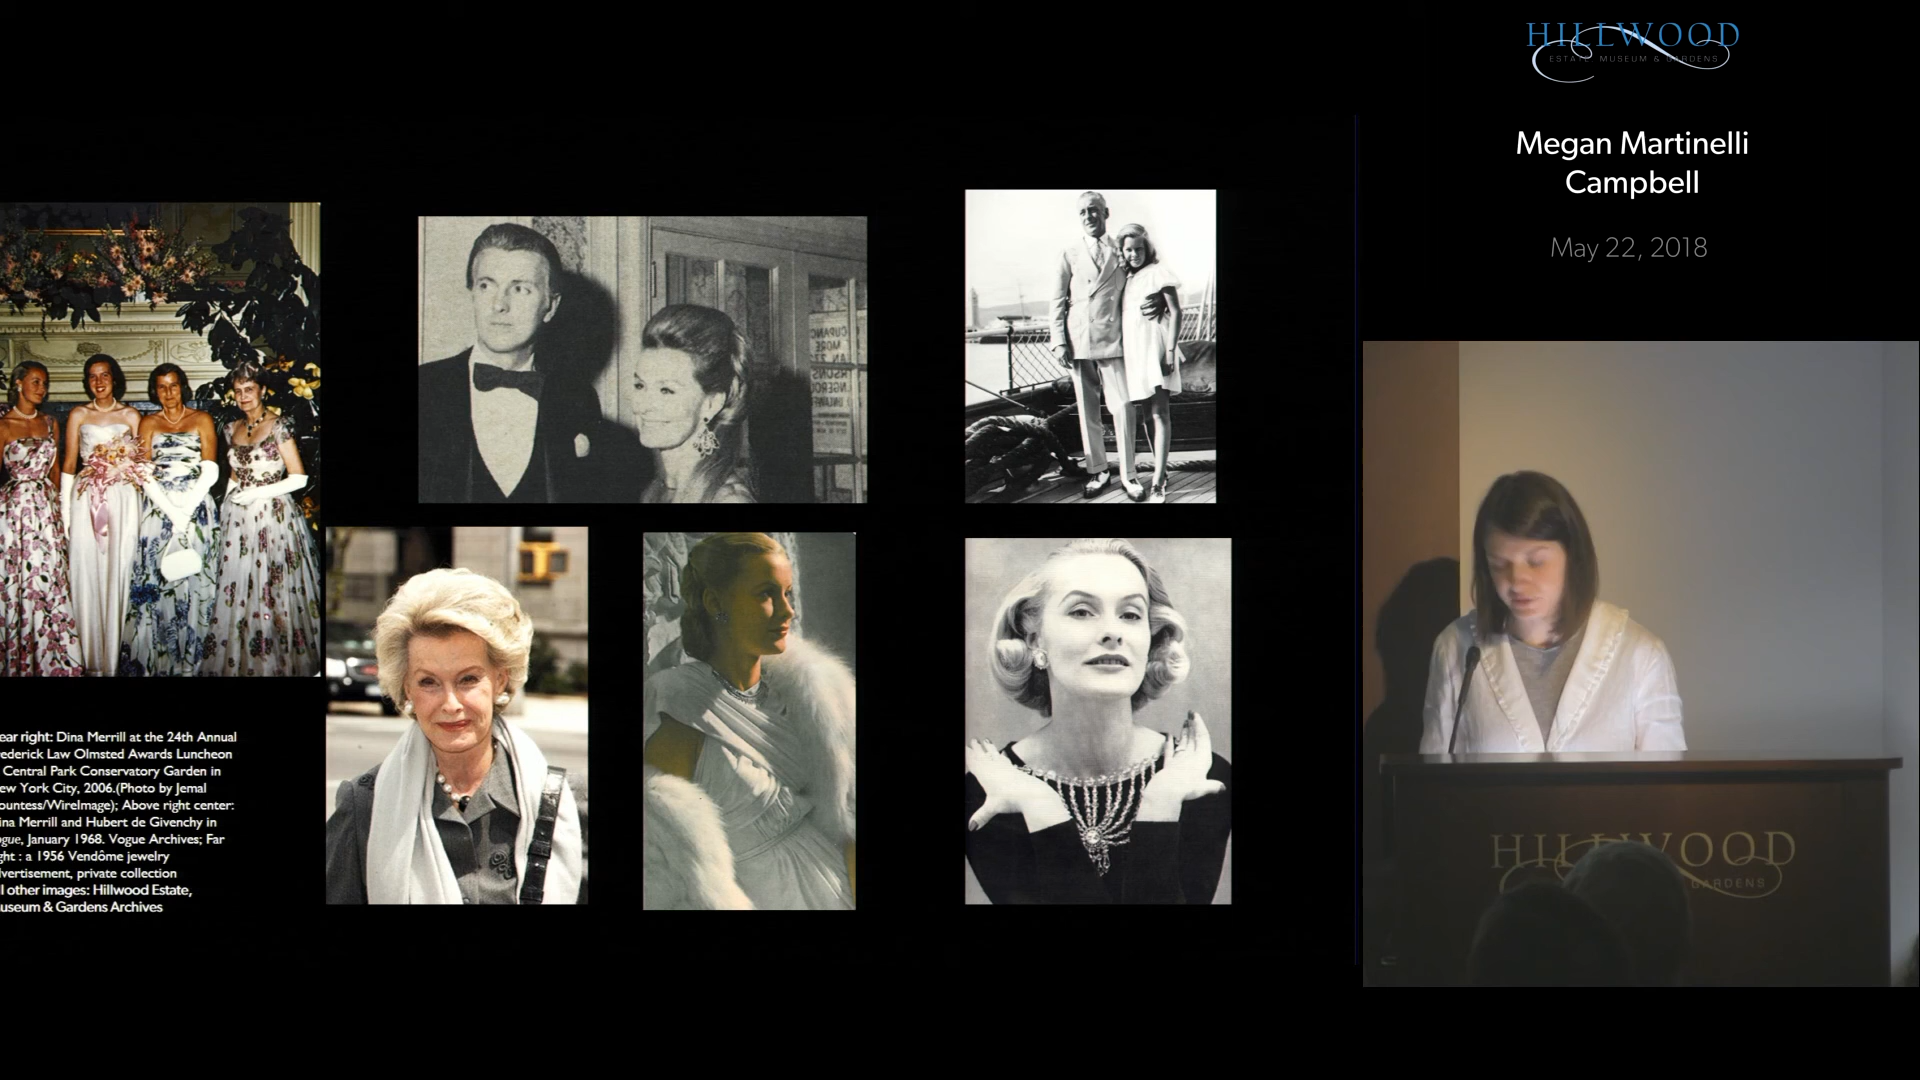 HILLWOOD
ESTATE MUSEUM & GARDENS
Megan Martinelli
Campbell
May 22, 2018
ear right: Dina Merrill at the 24th Annual
ederick Law Olmsted Awards Luncheon
Central Park Conservatory Garden in
ew York City, 2006.(Photo by Jemal
ountess/WireImage); Above right center:
ina Merrill and Hubert de Givenchy in
ogue, January 1968. Vogue Archives; Far
ght : a 1956 Vendôme jewelry
dvertisement, private collection
ll other images: Hillwood Estate,
useum & Gardens Archives
HILLWOOD
GARDENS